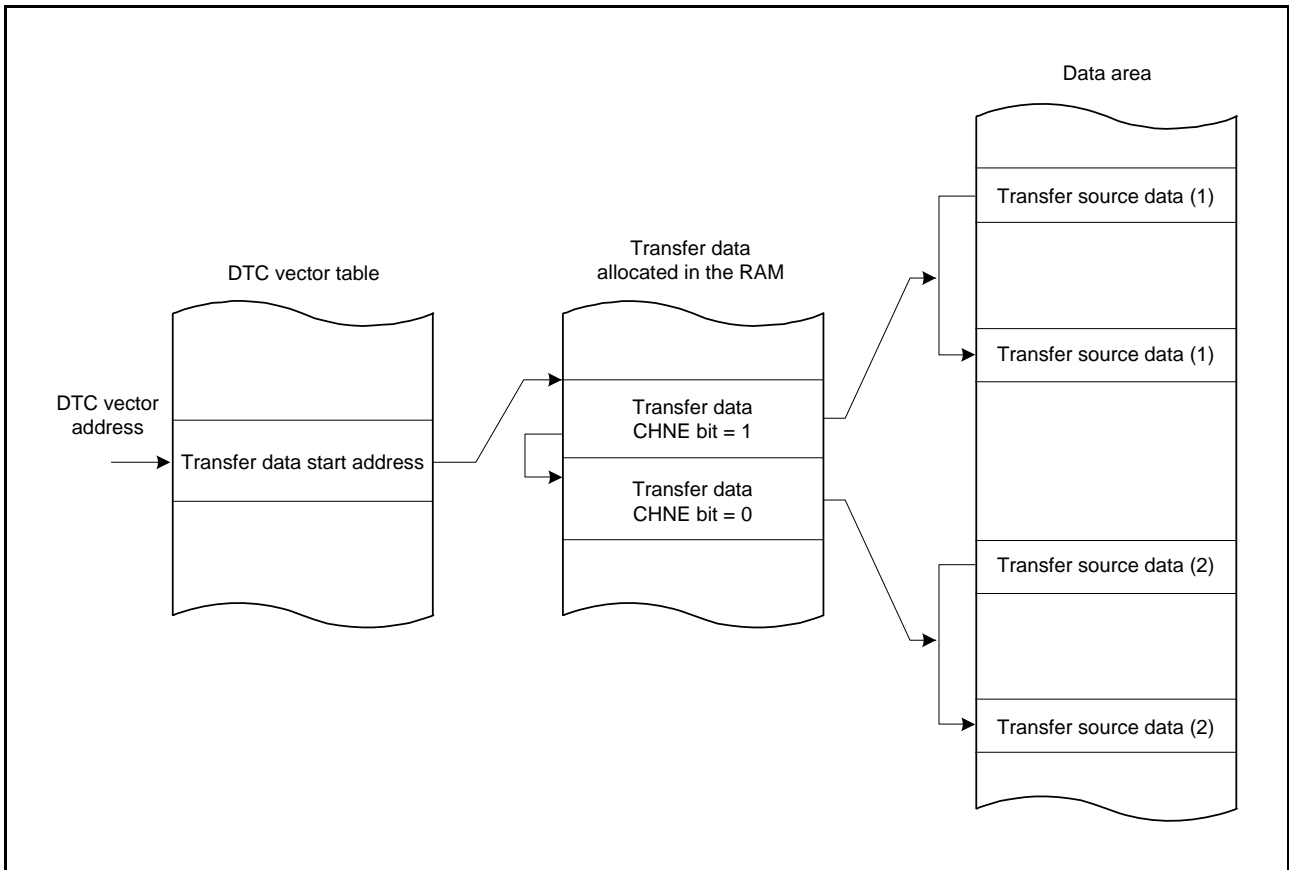 Data area
Transfer source data (1)
Transfer data
allocated in the RAM
DTC vector table
Transfer source data (1)
DTC vector
address
Transfer data
CHNE bit = 1
Transfer data start address
Transfer data
CHNE bit = 0
Transfer source data (2)
Transfer source data (2)